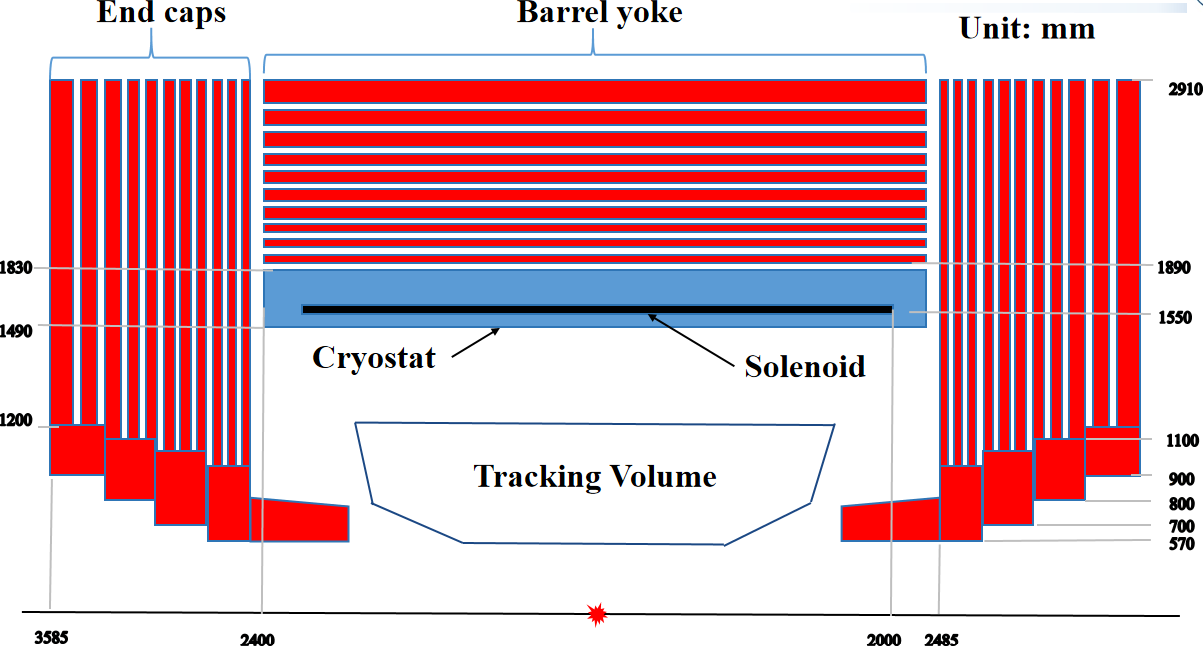 End caps
Barrel yoke
Unit: mm
2910
1830
1890
1490
1550
Cryostat
Solenoid
1200
1100
Tracking Volume
900
800
700
570
3585
2400
2000
2485